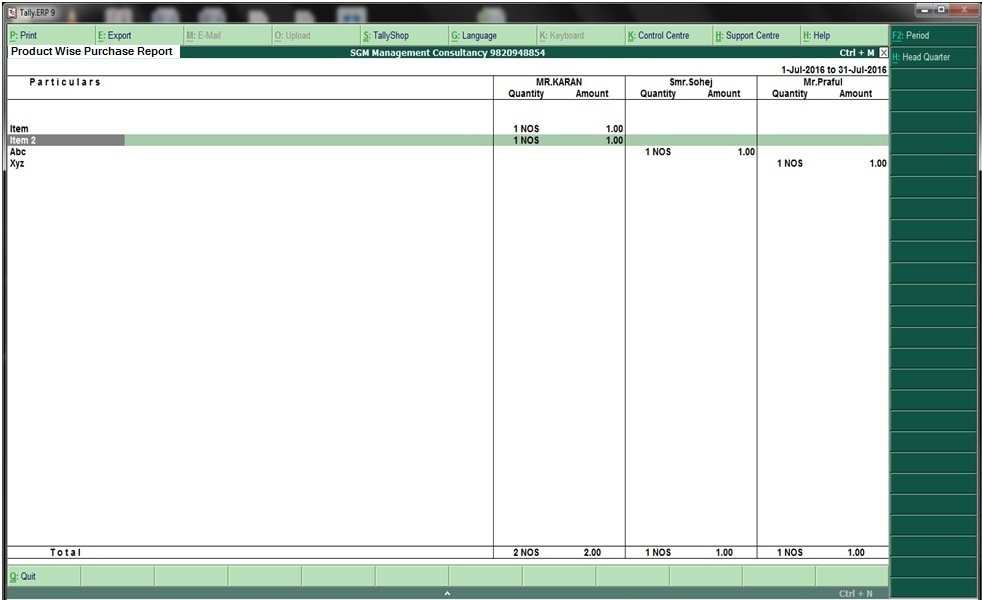 Tally.ERP 9
P: Print E: Export M: E-Mail O: Upload S: TallyShop G: Language K: Keyboard K: Control Centre H: Support Centre H: Help F2: Period
Product Wise Purchase Report SGM Management Consultancy 9820948854 Ctrl + M
H: Head Quarter
1-Jul-2016 to 31-Jul-2016
Particulars MR.KARAN Smr.Sohej Mr.Praful
Quantity Amount Quantity Amount Quantity Amount
Item 1 NOS 1.00
Item 2 1 NOS 1.00
Abc 1 NOS 1.00
Xyz 1 NOS 1.00
Total 2 NOS 2.00 1 NOS 1.00 1 NOS 1.00
Q: Quit
Ctrl + N